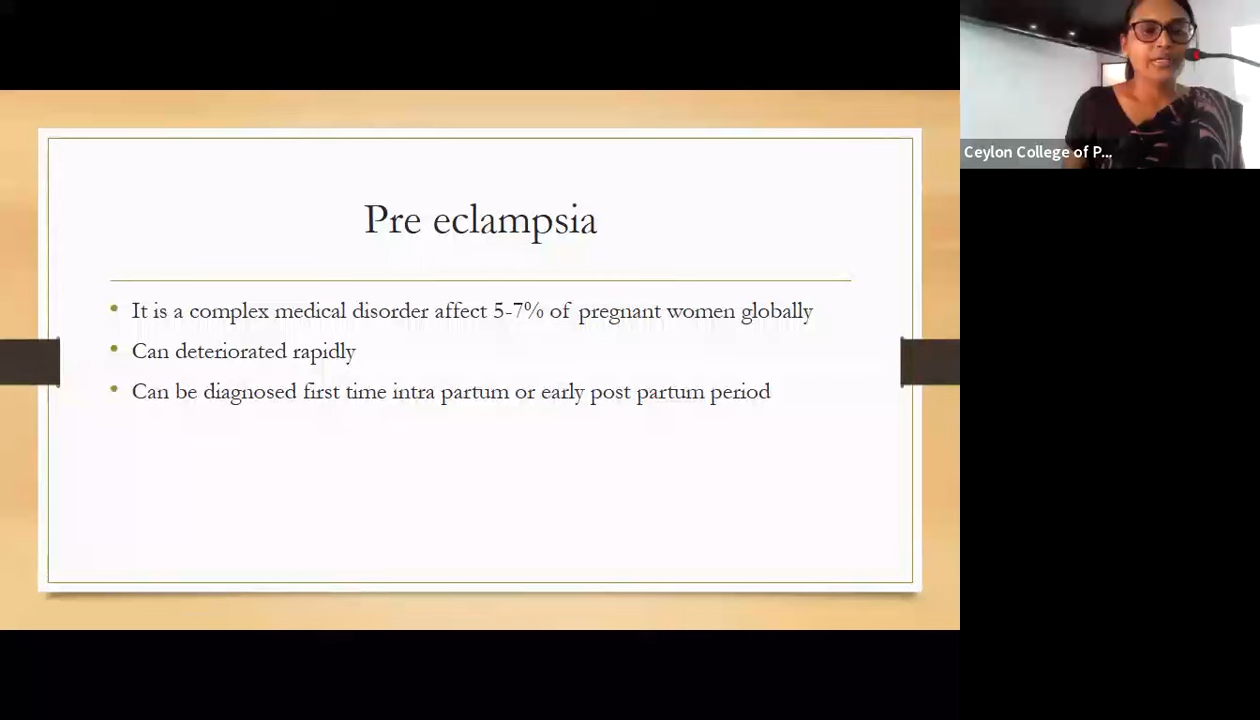 Pre eclampsia
It is a complex medical disorder affect 5-7% of pregnant women globally
Can deteriorated rapidly
Can be diagnosed first time intra partum or early post partum period
Ceylon College of P...